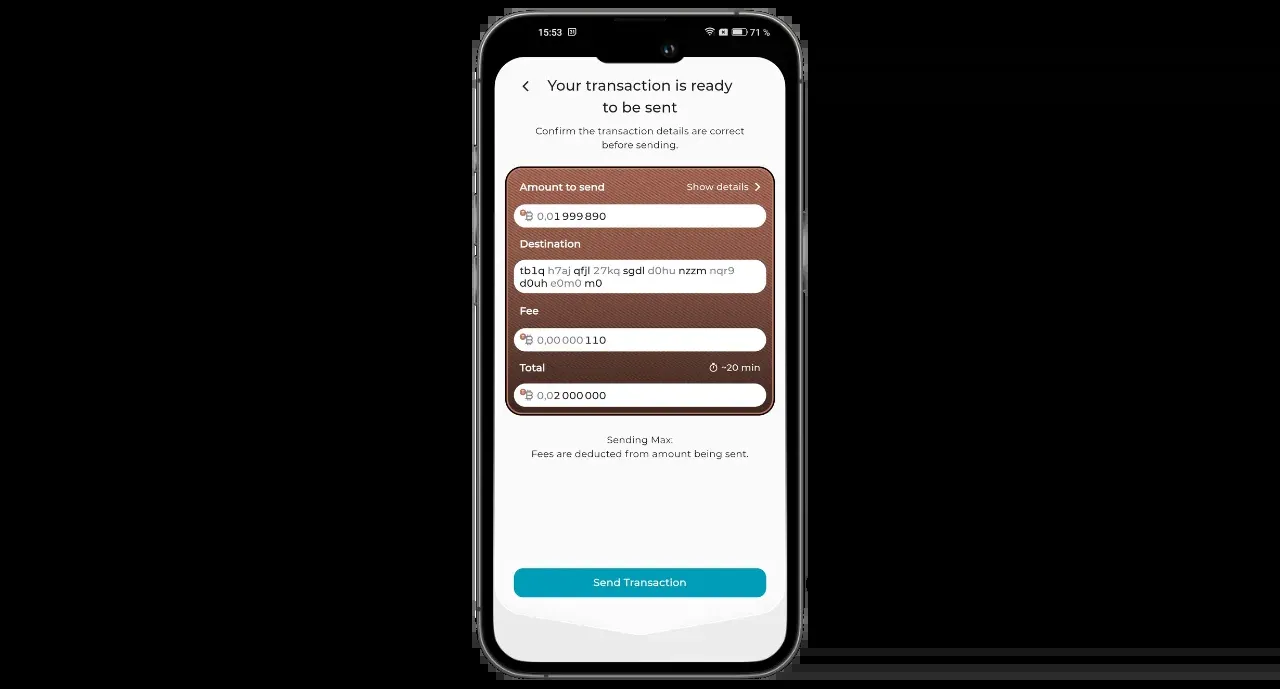 15:53 31 71 %
Your transaction is ready
to be sent
Confirm the transaction details are correct
before sending.
Amount to send Show details
₿ 0,01 999 890
Destination
tb1q h7aj qfjl 27kq sgdl d0hu nzzm nqr9
d0uh e0m0 m0
Fee
₿ 0,00 000 110
Total ~20 min
₿ 0,02 000 000
Sending Max.
Fees are deducted from amount being sent.
Send Transaction